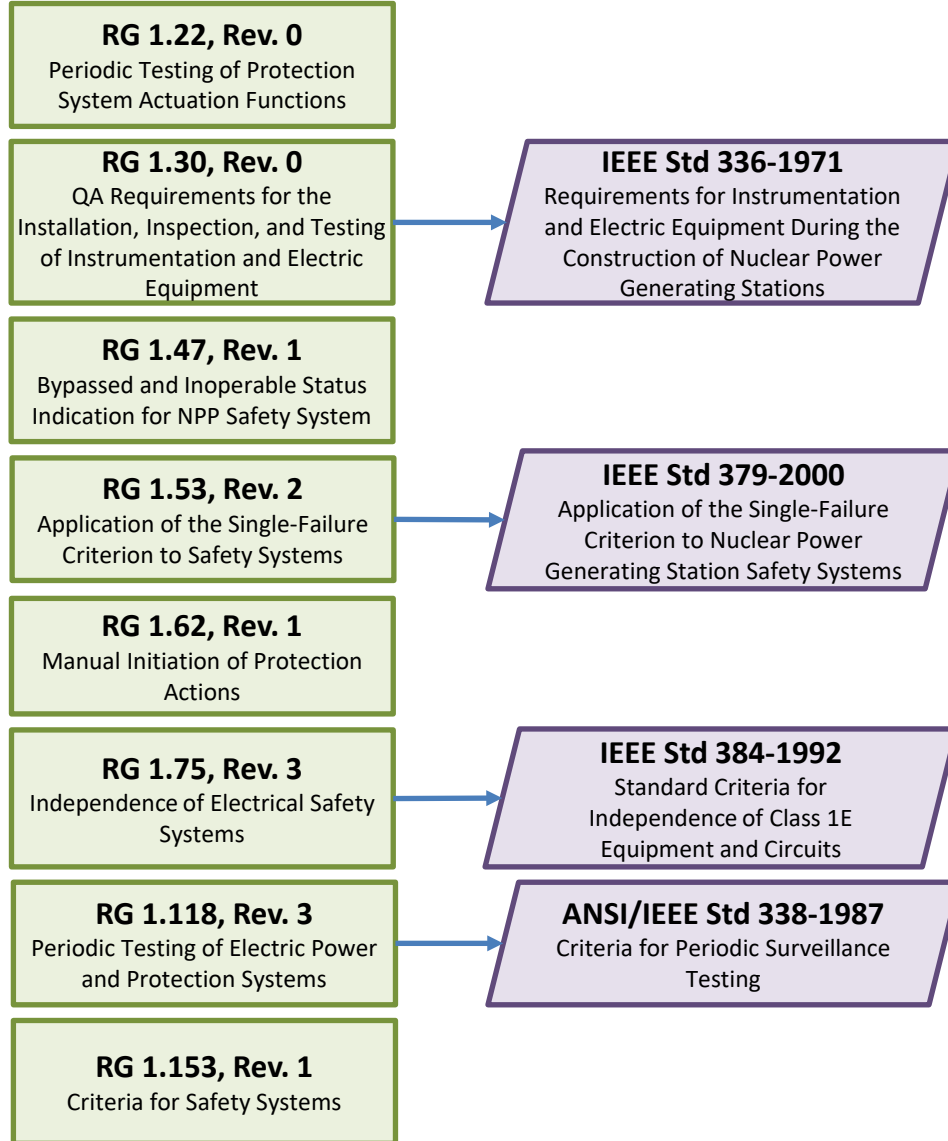 RG 1.22, Rev. 0
Periodic Testing of Protection
System Actuation Functions
RG 1.30, Rev. 0
QA Requirements for the
Installation, Inspection, and Testing
of Instrumentation and Electric
Equipment
IEEE Std 336-1971
Requirements for Instrumentation
and Electric Equipment During the
Construction of Nuclear Power
Generating Stations
RG 1.47, Rev. 1
Bypassed and Inoperable Status
Indication for NPP Safety System
RG 1.53, Rev. 2
Application of the Single-Failure
Criterion to Safety Systems
IEEE Std 379-2000
Application of the Single-Failure
Criterion to Nuclear Power
Generating Station Safety Systems
RG 1.62, Rev. 1
Manual Initiation of Protection
Actions
RG 1.75, Rev. 3
Independence of Electrical Safety
Systems
IEEE Std 384-1992
Standard Criteria for
Independence of Class 1E
Equipment and Circuits
RG 1.118, Rev. 3
Periodic Testing of Electric Power
and Protection Systems
ANSI/IEEE Std 338-1987
Criteria for Periodic Surveillance
Testing
RG 1.153, Rev. 1
Criteria for Safety Systems